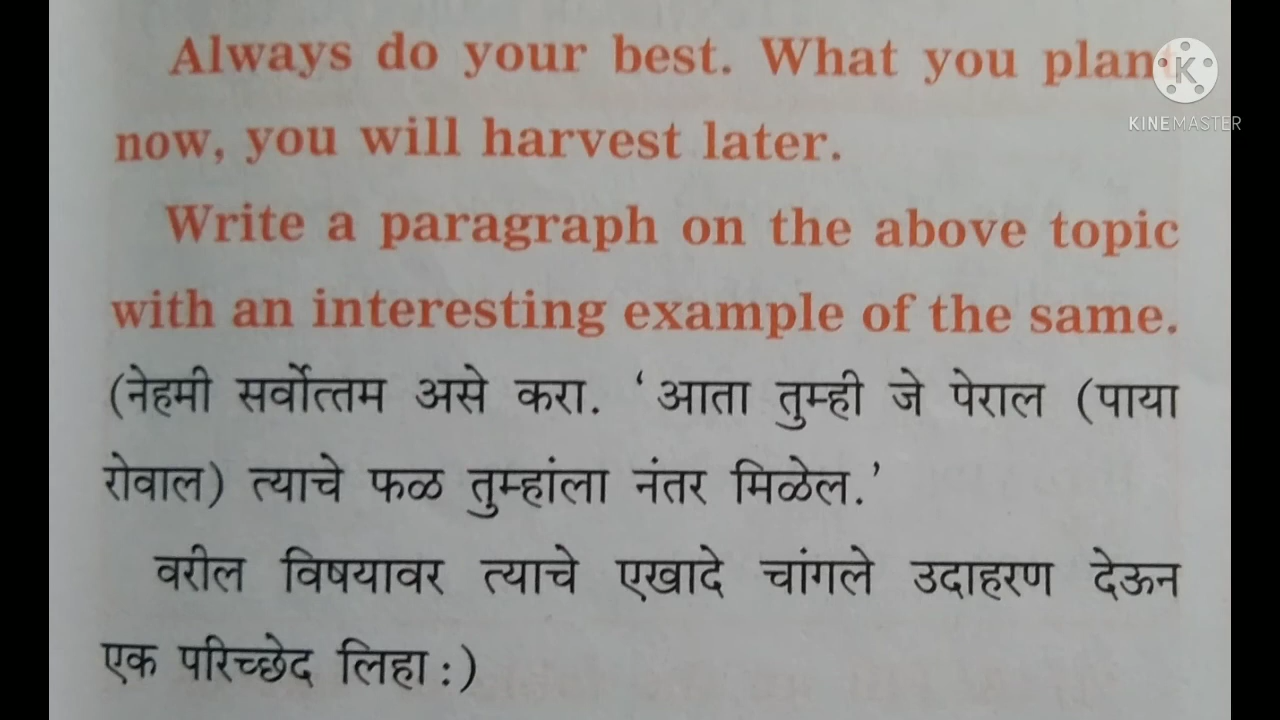 Always do your best. What you plant
now, you will harvest later.
Write a paragraph on the above topic
with an interesting example of the same.
(नेहमी सर्वोत्तम असे करा. ‘आता तुम्ही जे पेराल (पाया
रोवाल) त्याचे फळ तुम्हांला नंतर मिळेल.’
वरील विषयावर त्याचे एखादे चांगले उदाहरण देऊन
एक परिच्छेद लिहा :)
K
KINEMASTER